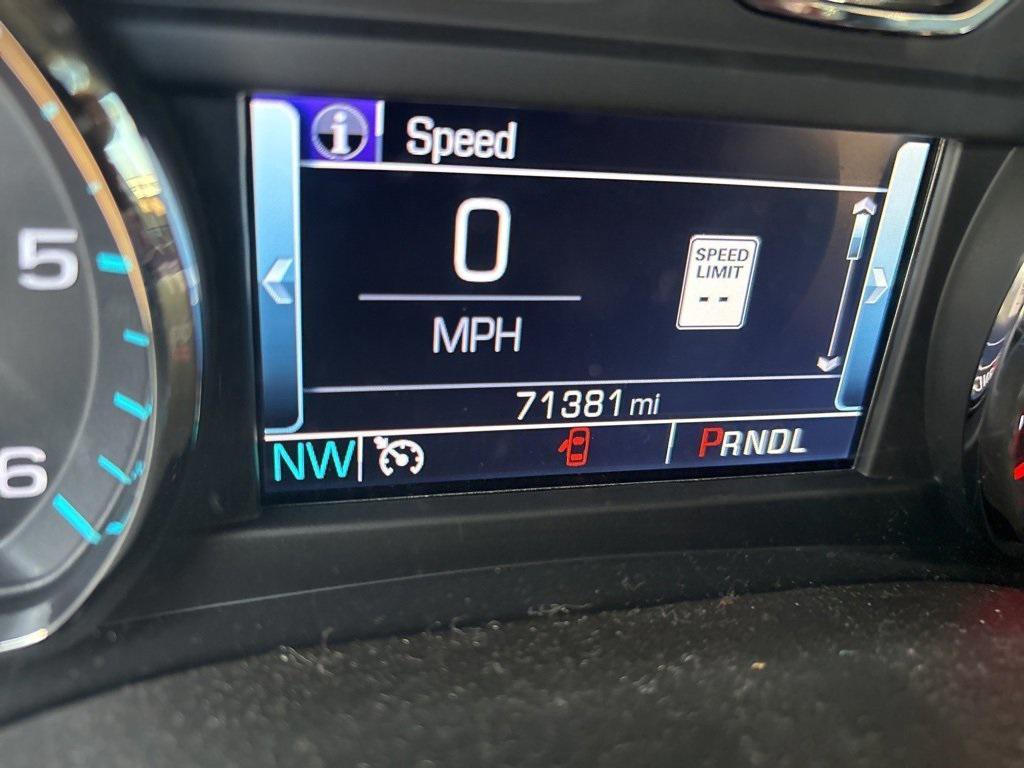 Speed
0
MPH
SPEED
LIMIT
--
71381 mi
NW
PRNDL
5
6